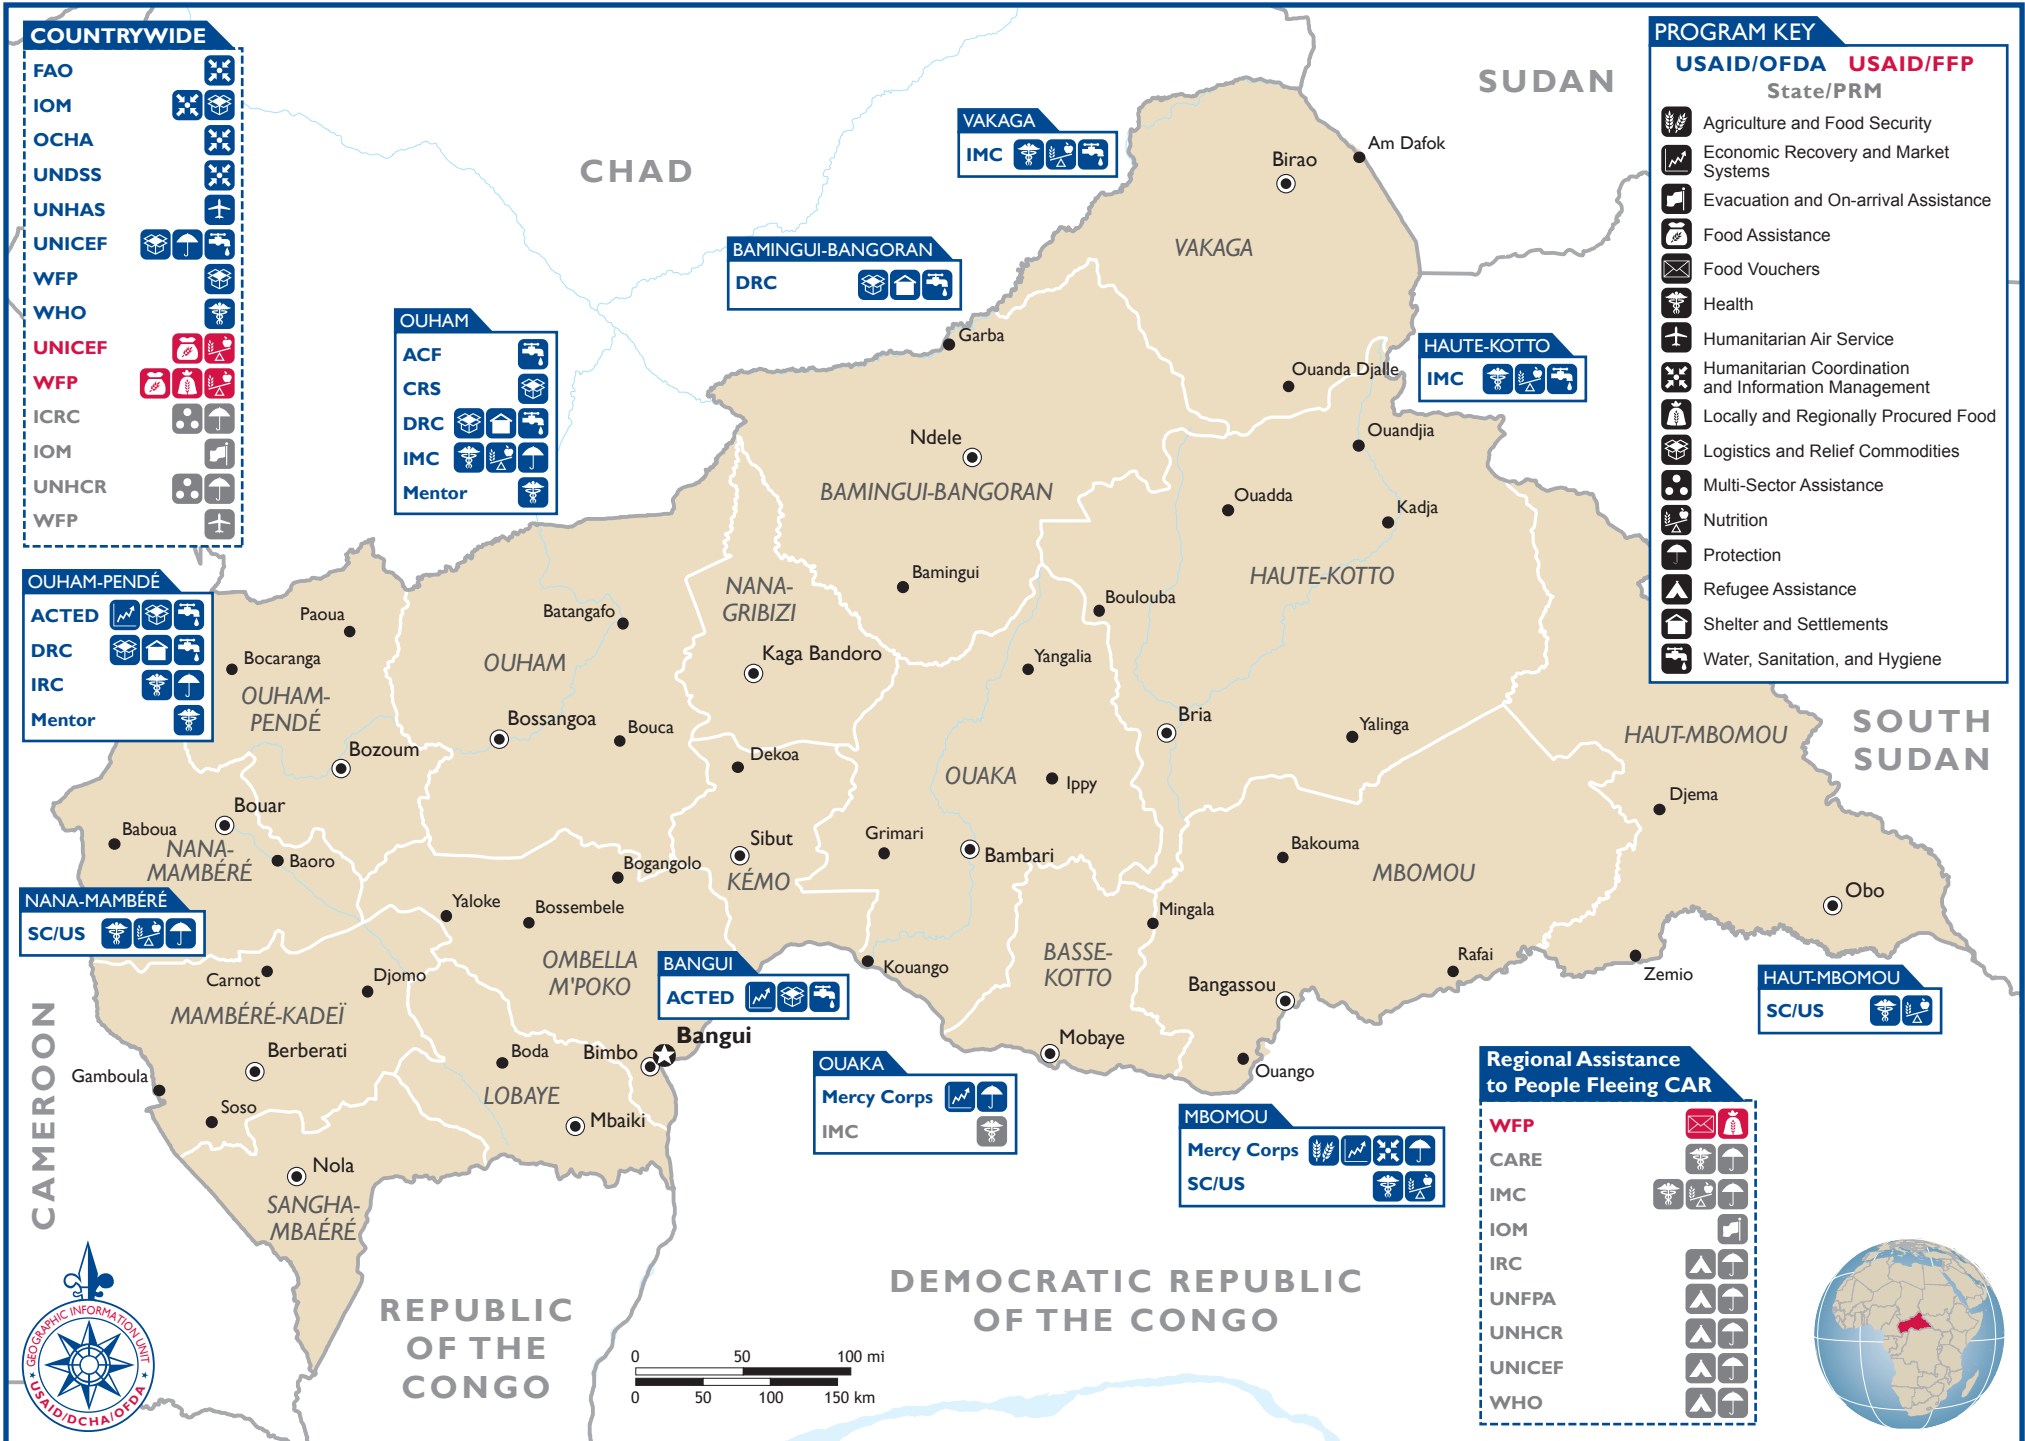 COUNTRYWIDE
FAO
IOM
OCHA
UNDSS
UNHAS
UNICEF
WFP
WHO
UNICEF
WFP
ICRC
IOM
UNHCR
WFP
PROGRAM KEY
USAID/OFDA USAID/FFP
State/PRM
Agriculture and Food Security
Economic Recovery and Market
Systems
Evacuation and On-arrival Assistance
Food Assistance
Food Vouchers
Health
Humanitarian Air Service
Humanitarian Coordination
and Information Management
Locally and Regionally Procured Food
Logistics and Relief Commodities
Multi-Sector Assistance
Nutrition
Protection
Refugee Assistance
Shelter and Settlements
Water, Sanitation, and Hygiene
SUDAN
CHAD
VAKAGA
IMC
Am Dafok
Birao
VAKAGA
BAMINGUI-BANGORAN
DRC
OUHAM
ACF
CRS
DRC
IMC
Mentor
Garba
HAUTE-KOTTO
IMC
Ouanda Djalle
Ndele
Ouandjia
BAMINGUI-BANGORAN
Ouadda
Kadja
OUHAM-PENDÉ
ACTED
DRC
IRC
Mentor
Paoua
Batangafo
NANA-
GRIBIZI
Bamingui
Boulouba
HAUTE-KOTTO
Bocaranga
OUHAM
Kaga Bandoro
Yangalia
OUHAM-
PENDÉ
Bossangoa
Bouca
Bria
Yalinga
HAUT-MBOMOU
SOUTH
SUDAN
Bozoum
Dekoa
OUAKA
Ippy
Djema
Bouar
Baboua
NANA-
MAMBÉRÉ
Baoro
Sibut
Grimari
Bambari
Bakouma
Bogangolo
KÉMO
MBOMOU
Obo
NANA-MAMBÉRÉ
SC/US
Yaloke
Bossembele
Mingala
OMBELLA
M'POKO
BANGUI
ACTED
Kouango
BASSE-
KOTTO
Rafai
Zemio
HAUT-MBOMOU
SC/US
Carnot
Djomo
Bangassou
MAMBÉRÉ-KADEÏ
Bangui
Bimbo
Mobaye
Ouango
Berberati
Boda
LOBAYE
Gamboula
Soso
Mbaiki
CAMEROON
OUAKA
Mercy Corps
IMC
MBOMOU
Mercy Corps
SC/US
Regional Assistance
to People Fleeing CAR
WFP
CARE
IMC
IOM
IRC
UNFPA
UNHCR
UNICEF
WHO
Nola
SANGHA-
MBAÉRÉ
DEMOCRATIC REPUBLIC
OF THE CONGO
REPUBLIC
OF THE
CONGO
0 50 100 mi
0 50 100 150 km
GEOGRAPHIC INFORMATION UNIT
USAID/DCHA/OFDA